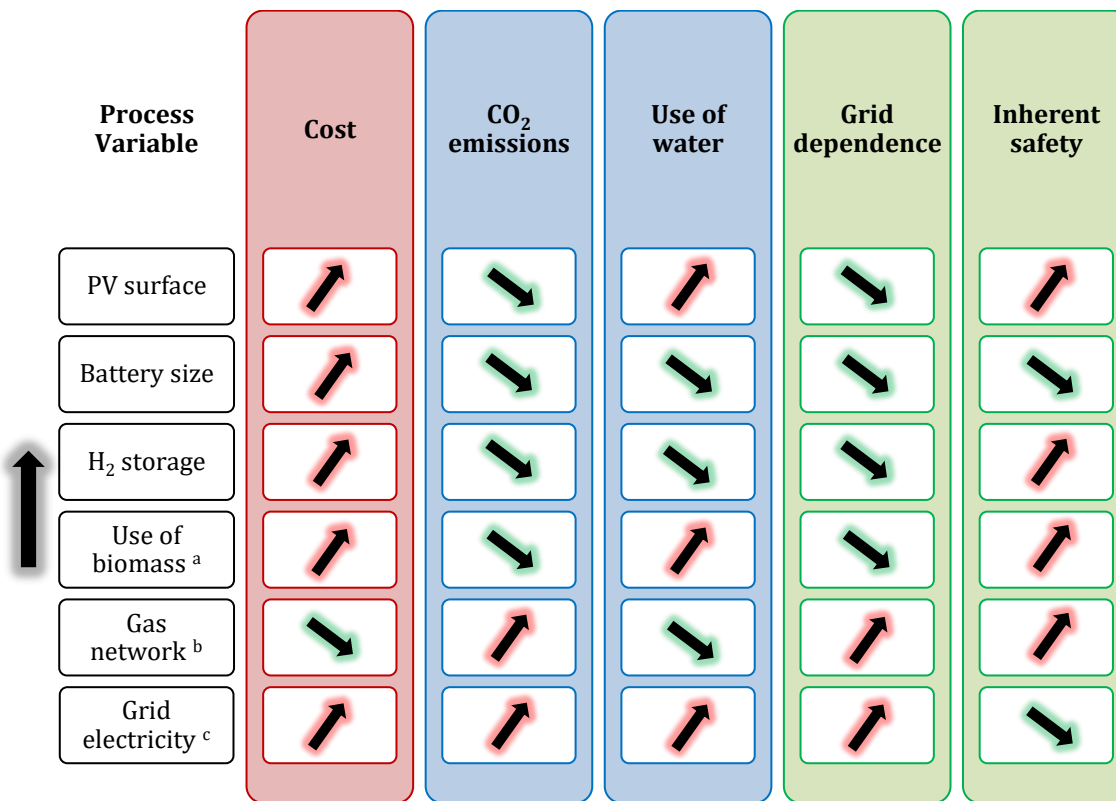 Process
Variable
Cost
CO₂
emissions
Use of
water
Grid
dependence
Inherent
safety
PV surface
Battery size
H₂ storage
Use of
biomass ᵃ
Gas
network ᵇ
Grid
electricity ᶜ